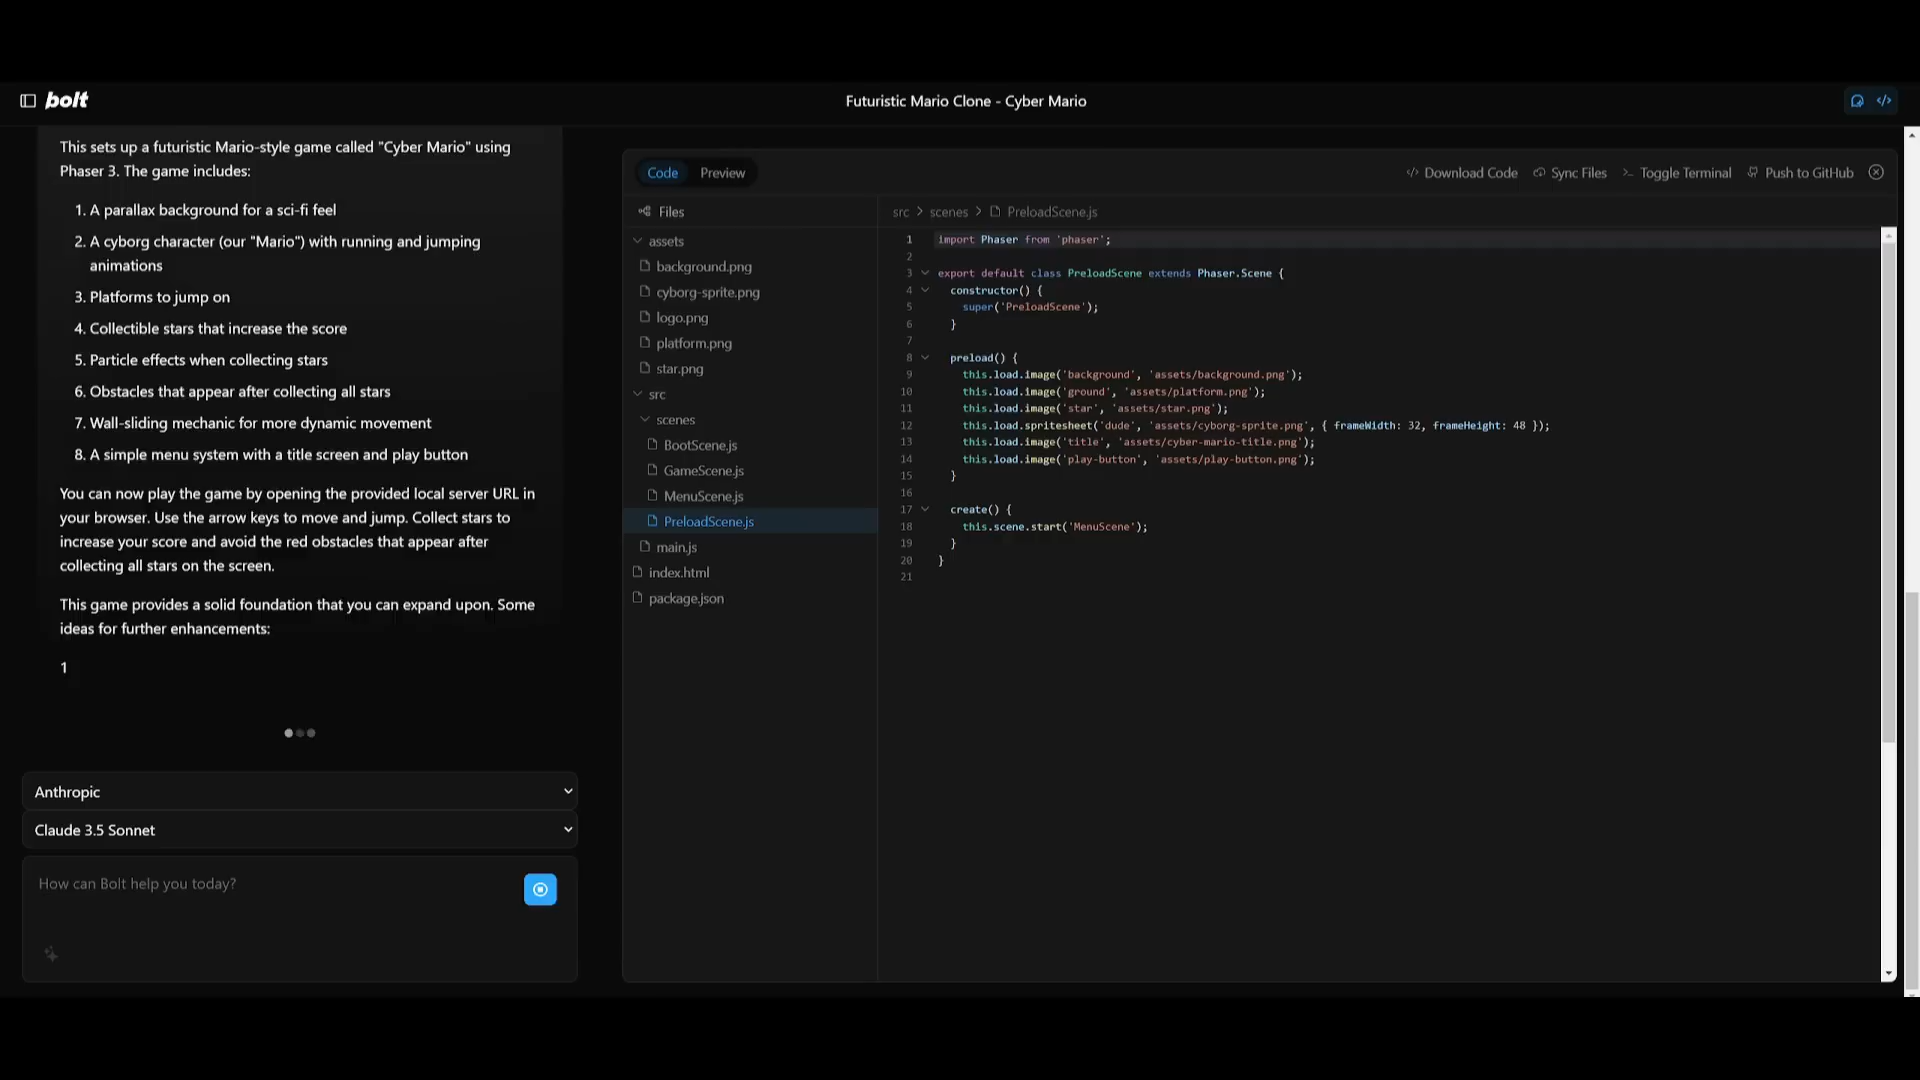 bolt
Futuristic Mario Clone - Cyber Mario
This sets up a futuristic Mario-style game called "Cyber Mario" using
Phaser 3. The game includes:
1. A parallax background for a sci-fi feel
2. A cyborg character (our "Mario") with running and jumping
animations
3. Platforms to jump on
4. Collectible stars that increase the score
5. Particle effects when collecting stars
6. Obstacles that appear after collecting all stars
7. Wall-sliding mechanic for more dynamic movement
8. A simple menu system with a title screen and play button
You can now play the game by opening the provided local server URL in
your browser. Use the arrow keys to move and jump. Collect stars to
increase your score and avoid the red obstacles that appear after
collecting all stars on the screen.
This game provides a solid foundation that you can expand upon. Some
ideas for further enhancements:
1
Anthropic
Claude 3.5 Sonnet
How can Bolt help you today?
Code Preview
Download Code Sync Files Toggle Terminal Push to GitHub
Files
assets
background.png
cyborg-sprite.png
logo.png
platform.png
star.png
src
scenes
BootScene.js
GameScene.js
MenuScene.js
PreloadScene.js
main.js
index.html
package.json
src > scenes > PreloadScene.js
1 import Phaser from 'phaser';
2
3 export default class PreloadScene extends Phaser.Scene {
4 constructor() {
5 super('PreloadScene');
6 }
7
8 preload() {
9 this.load.image('background', 'assets/background.png');
10 this.load.image('ground', 'assets/platform.png');
11 this.load.image('star', 'assets/star.png');
12 this.load.spritesheet('dude', 'assets/cyborg-sprite.png', { frameWidth: 32, frameHeight: 48 });
13 this.load.image('title', 'assets/cyber-mario-title.png');
14 this.load.image('play-button', 'assets/play-button.png');
15 }
16
17 create() {
18 this.scene.start('MenuScene');
19 }
20 }
21